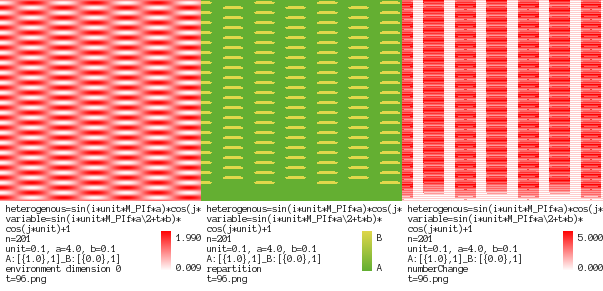 heterogenous=sin(i*unit*M_PIf*a)*cos(j*
variable=sin(i*unit*M_PIf*a\2+t*b)*
cos(j*unit)+1
n=201
unit=0.1, a=4.0, b=0.1
A:[{1.0},1]_B:[{0.0},1]
environment dimension 0
t=96.png
1.990
0.009
heterogenous=sin(i*unit*M_PIf*a)*cos(j*
variable=sin(i*unit*M_PIf*a\2+t*b)*
cos(j*unit)+1
n=201
unit=0.1, a=4.0, b=0.1
A:[{1.0},1]_B:[{0.0},1]
repartition
t=96.png
B
A
heterogenous=sin(i*unit*M_PIf*a)*cos(j*
variable=sin(i*unit*M_PIf*a\2+t*b)*
cos(j*unit)+1
n=201
unit=0.1, a=4.0, b=0.1
A:[{1.0},1]_B:[{0.0},1]
numberChange
t=96.png
5.000
0.000